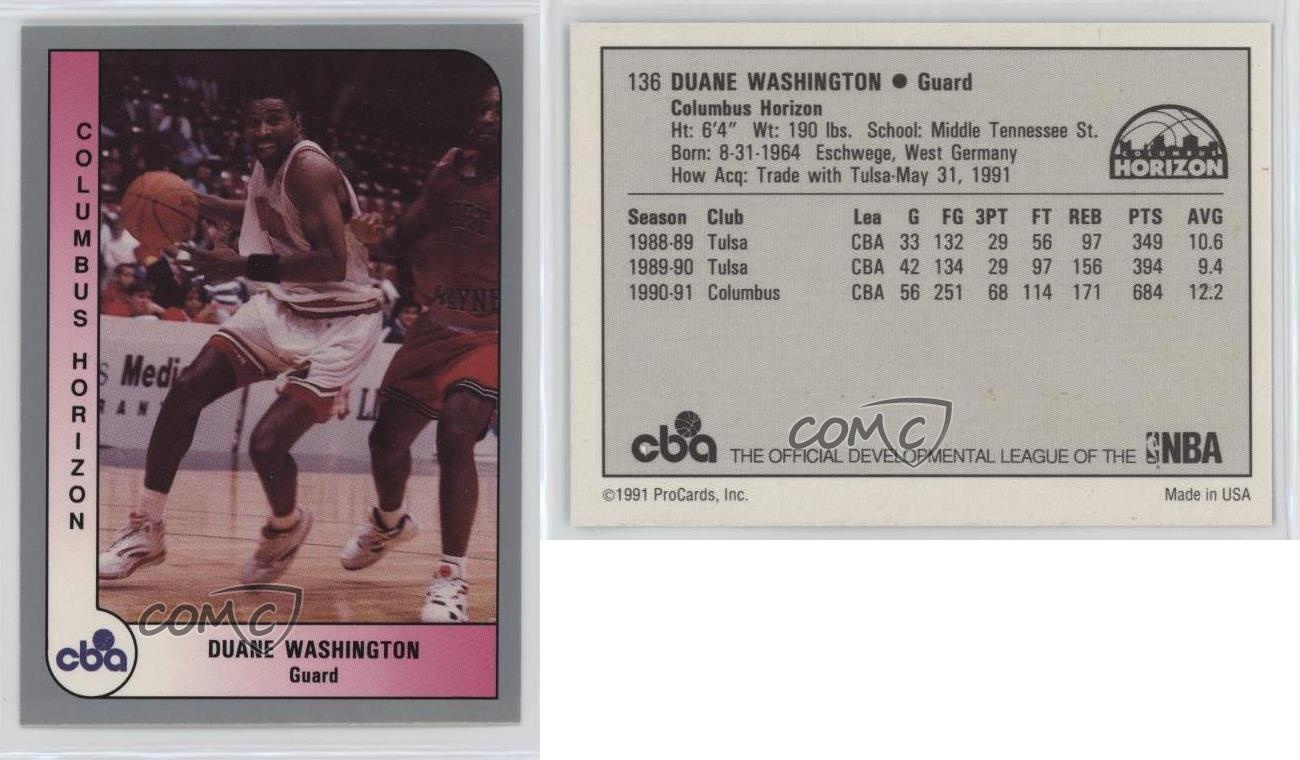 COLUMBUS HORIZON
S Medi
RANT
LI
WAYNE
COMC
cba
DUANE WASHINGTON
Guard
136 DUANE WASHINGTON ● Guard
Columbus Horizon
Ht: 6'4" Wt: 190 lbs. School: Middle Tennessee St.
Born: 8-31-1964 Eschwege, West Germany
How Acq: Trade with Tulsa-May 31, 1991
COLUMBUS
HORIZON
Season Club Lea G FG 3PT FT REB PTS AVG
1988-89 Tulsa CBA 33 132 29 56 97 349 10.6
1989-90 Tulsa CBA 42 134 29 97 156 394 9.4
1990-91 Columbus CBA 56 251 68 114 171 684 12.2
COMC
cba THE OFFICIAL DEVELOPMENTAL LEAGUE OF THE NBA
©1991 ProCards, Inc. Made in USA